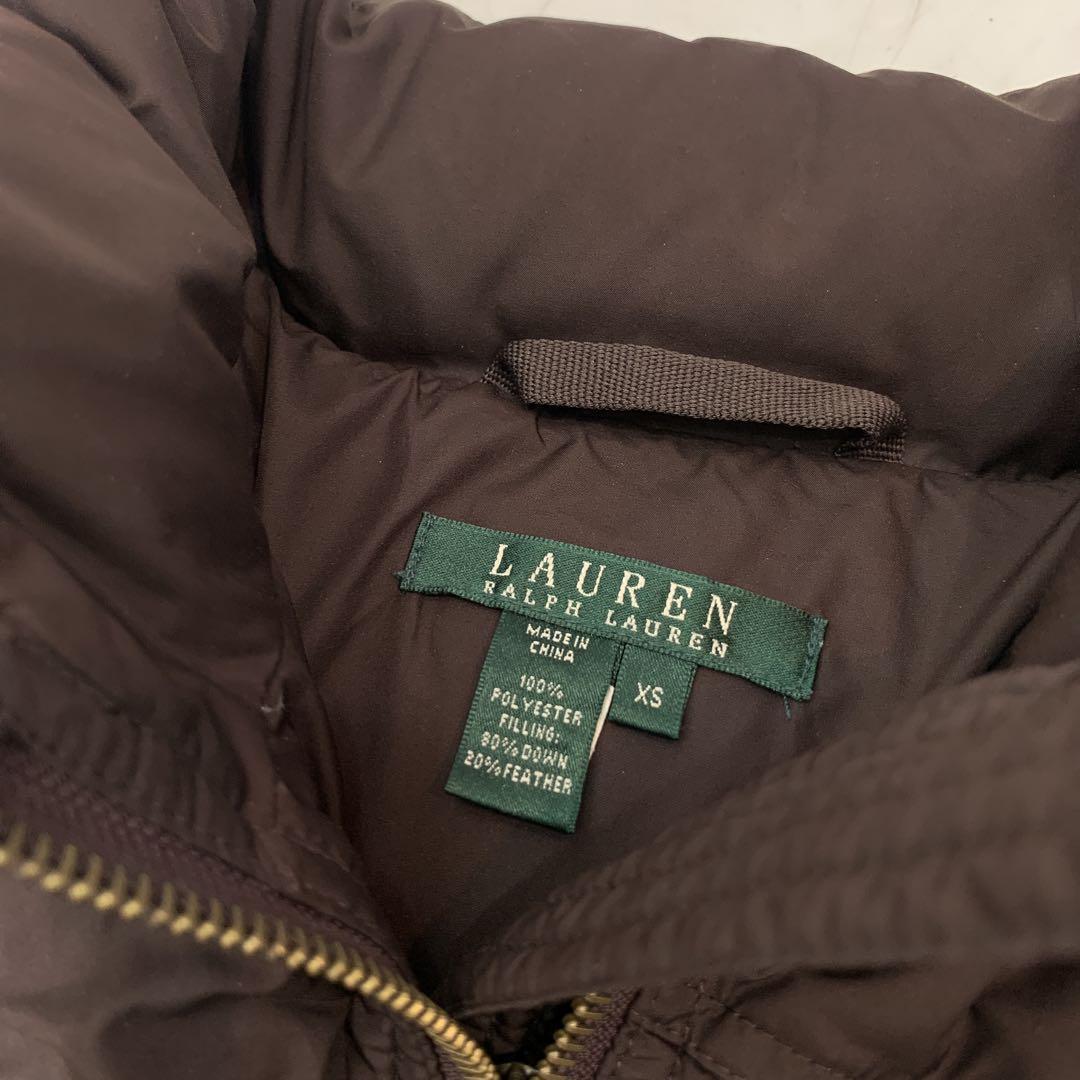 LAUREN
RALPH LAUREN
MADE IN
CHINA
100%
POLYESTER
FILLING:
80% DOWN
20% FEATHER
XS